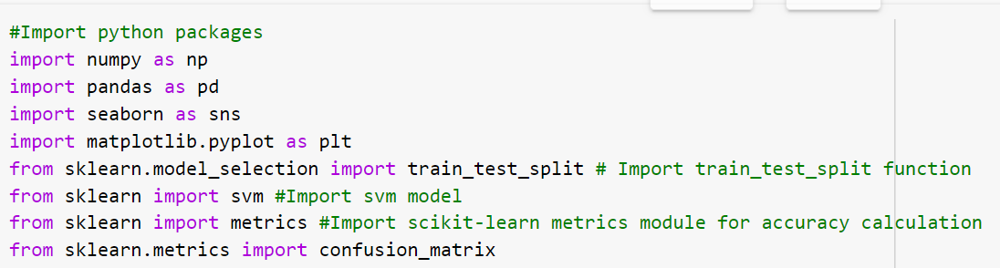 #Import python packages
import numpy as np
import pandas as pd
import seaborn as sns
import matplotlib.pyplot as plt
from sklearn.model_selection import train_test_split # Import train_test_split function
from sklearn import svm #Import svm model
from sklearn import metrics #Import scikit-learn metrics module for accuracy calculation
from sklearn.metrics import confusion_matrix